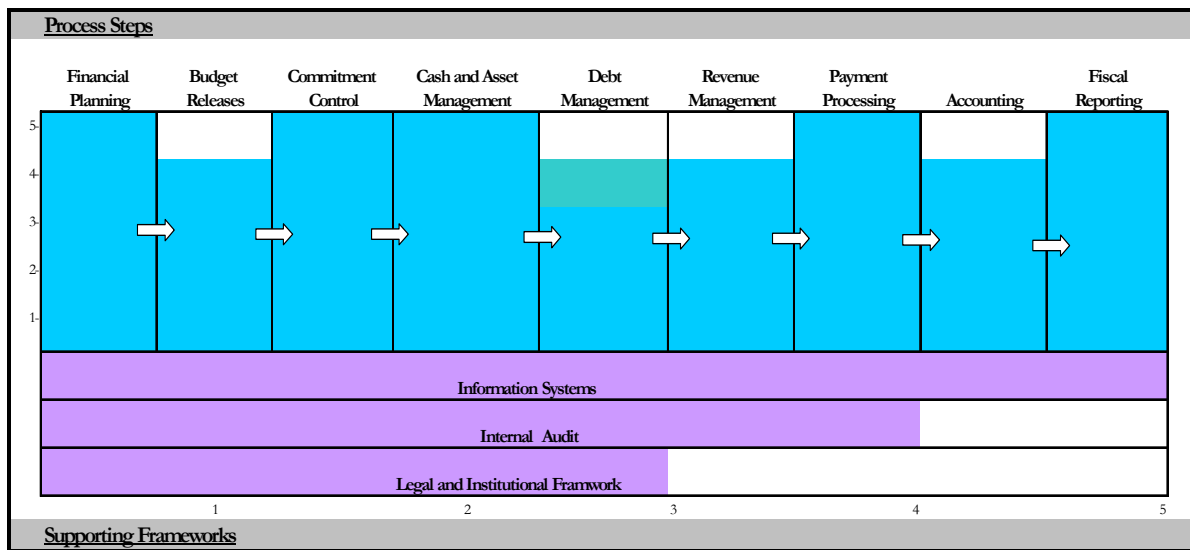 Process Steps
Financial Planning
Budget Releases
Commitment Control
Cash and Asset Management
Debt Management
Revenue Management
Payment Processing
Accounting
Fiscal Reporting
5-
4-
3-
2-
1-
Information Systems
Internal Audit
Legal and Institutional Framwork
1 2 3 4 5
Supporting Frameworks